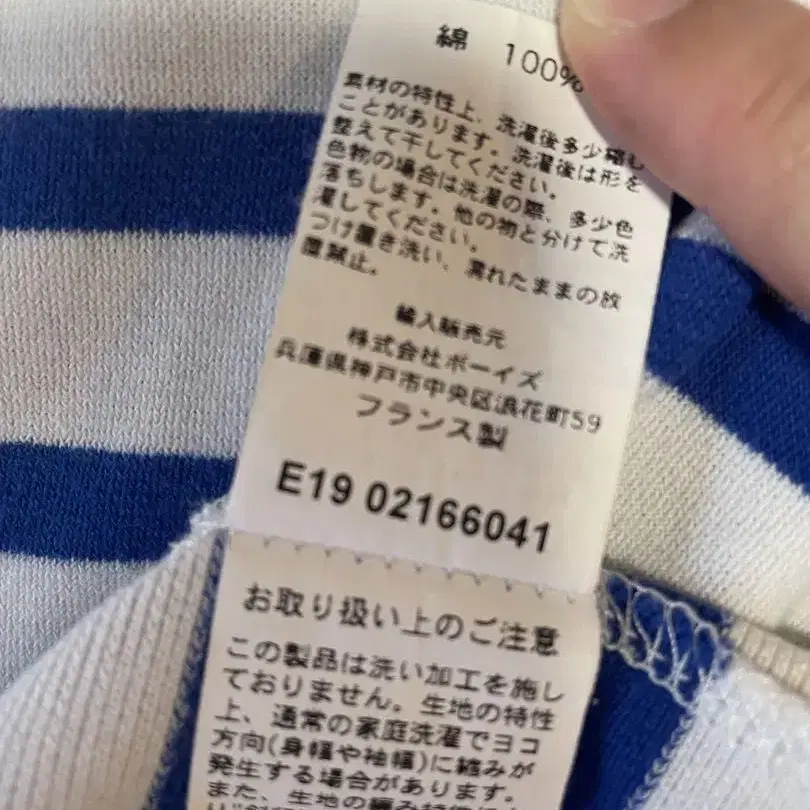 綿 100%
素材の特性上、洗濯後多少縮む
ことがあります。洗濯後は形を
整えて干してください。
色物の場合は洗濯の際、多少色
落ちします。他の物と分けて洗
濯してください。
つけ置き洗い、濡れたままの放
置禁止。
輸入販売元
株式会社ボーイズ
兵庫県神戸市中央区浪花町59
フランス製
E19 02166041
お取り扱い上のご注意
この製品は洗い加工を施し
ておりません。生地の特性
上、通常の家庭洗濯でヨコ
方向(身幅や袖幅)に縮みが
発生する場合があります。
また、生地の編み特性によ